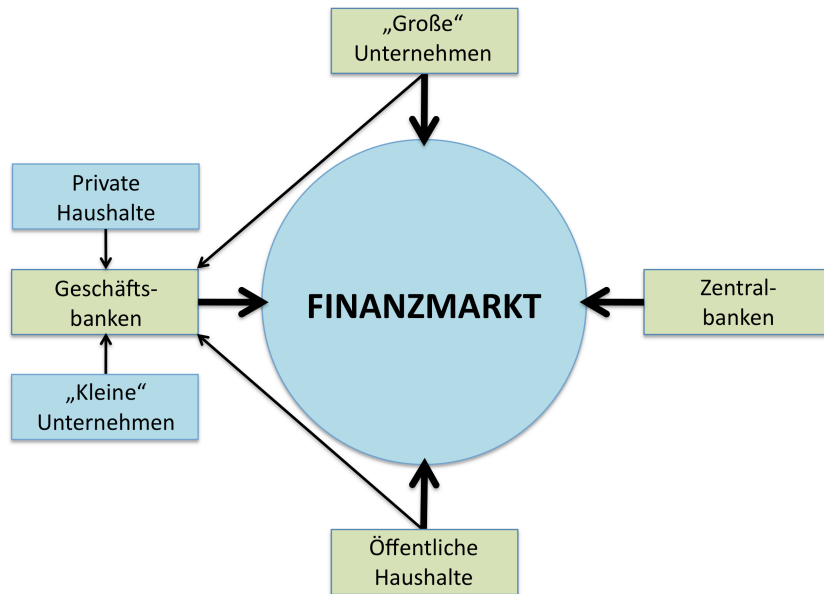 „Große“
Unternehmen
Private
Haushalte
Geschäfts-
banken
FINANZMARKT
Zentral-
banken
„Kleine“
Unternehmen
Öffentliche
Haushalte